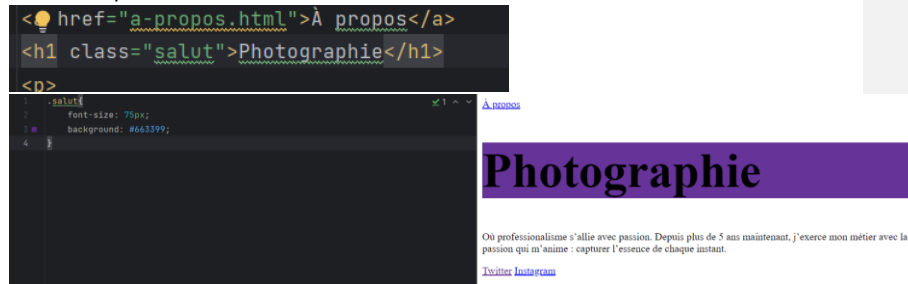 < href="a-propos.html">À propos</a>
<h1 class="salut">Photographie</h1>
<p>
1 .salut{
2 font-size: 75px;
3 background: #663399;
4 }
1
À propos
Photographie
Où professionalisme s'allie avec passion. Depuis plus de 5 ans maintenant, j'exerce mon métier avec la
passion qui m'anime : capturer l'essence de chaque instant.
Twitter Instagram